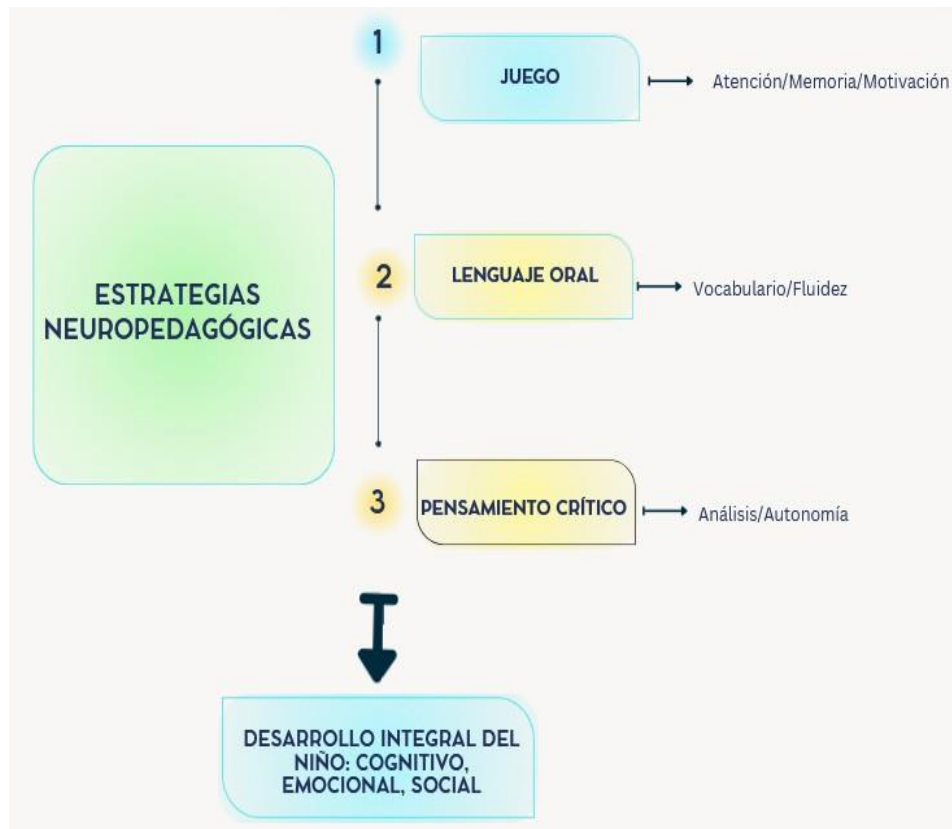 1
JUEGO
Atención/Memoria/Motivación
ESTRATEGIAS
NEUROPEDAGÓGICAS
2
LENGUAJE ORAL
Vocabulario/Fluidez
3
PENSAMIENTO CRÍTICO
Análisis/Autonomía
DESARROLLO INTEGRAL DEL
NIÑO: COGNITIVO,
EMOCIONAL, SOCIAL